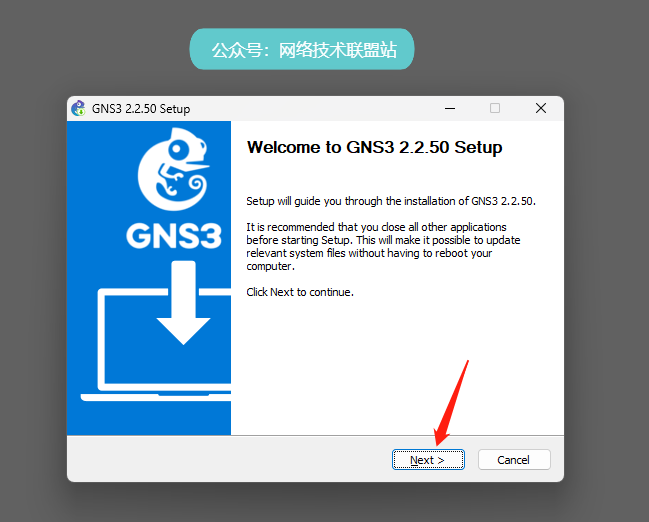 公众号：网络技术联盟站
GNS3 2.2.50 Setup
GNS3
Welcome to GNS3 2.2.50 Setup
Setup will guide you through the installation of GNS3 2.2.50.
It is recommended that you close all other applications
before starting Setup. This will make it possible to update
relevant system files without having to reboot your
computer.
Click Next to continue.
Next >
Cancel